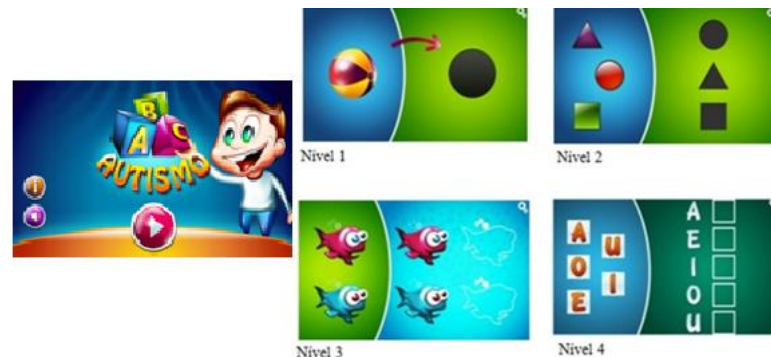 B
A C
AUTISMO
i
Nivel 1
Nivel 2
Nivel 3
A
U
O
I
E
A
E
I
O
U
Nivel 4